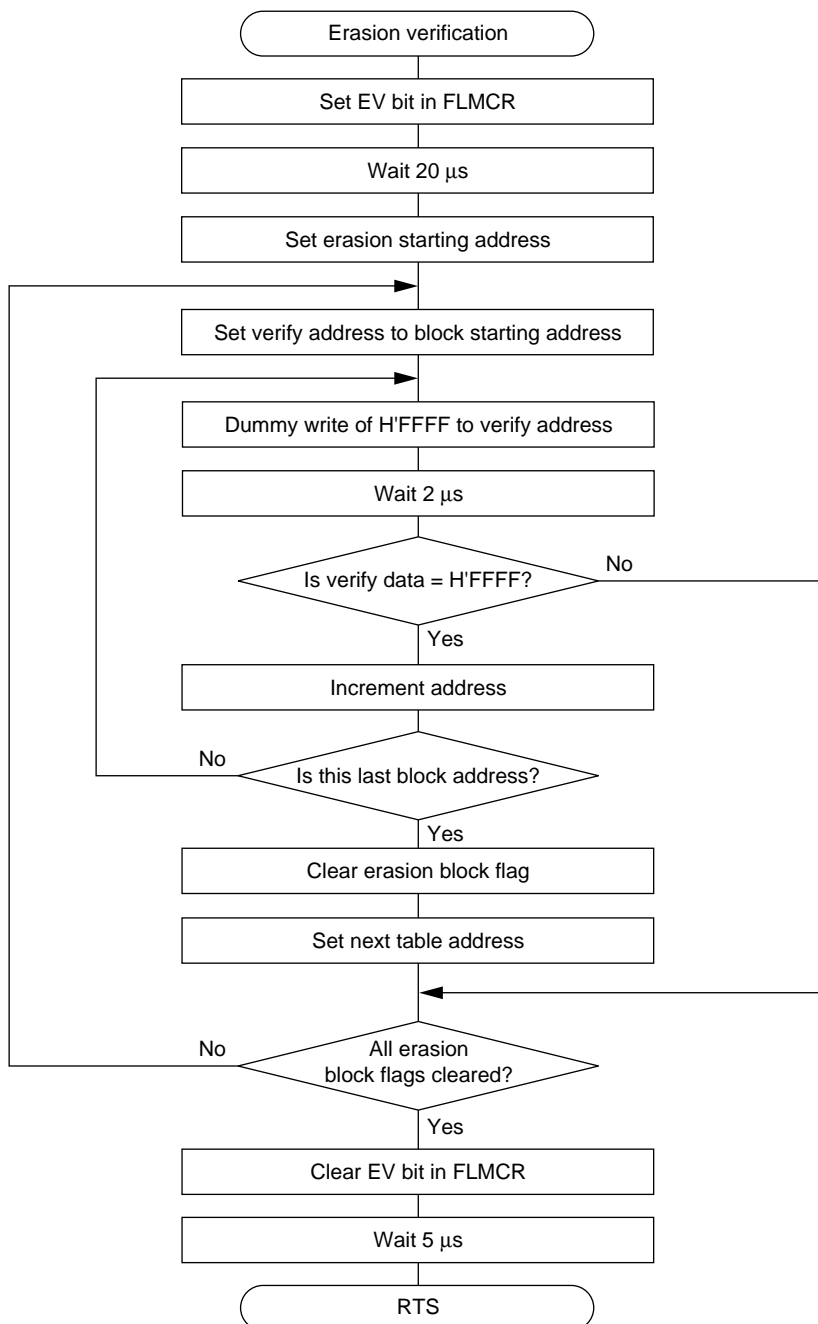 Erasion verification
Set EV bit in FLMCR
Wait 20 μs
Set erasion starting address
Set verify address to block starting address
Dummy write of H'FFFF to verify address
Wait 2 μs
Is verify data = H'FFFF?
No
Yes
Increment address
No
Is this last block address?
Yes
Clear erasion block flag
Set next table address
No
All erasion
block flags cleared?
Yes
Clear EV bit in FLMCR
Wait 5 μs
RTS